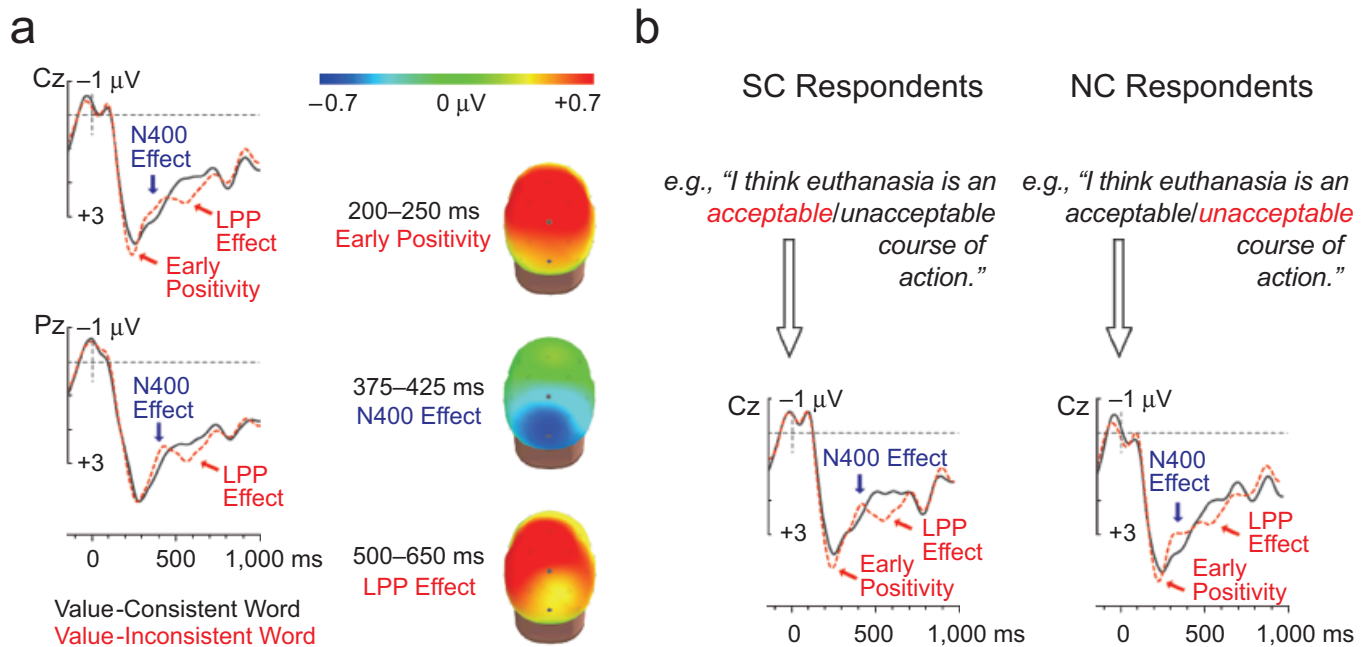 a
Cz
−1 μV
N400
Effect
+3
LPP
Effect
Early
Positivity
Pz
−1 μV
N400
Effect
+3
LPP
Effect
0 500 1,000 ms
Value-Consistent Word
Value-Inconsistent Word
−0.7 0 μV +0.7
200–250 ms
Early Positivity
375–425 ms
N400 Effect
500–650 ms
LPP Effect
b
SC Respondents
e.g., “I think euthanasia is an
acceptable/unacceptable
course of
action.”
Cz
−1 μV
N400 Effect
+3
LPP
Effect
Early
Positivity
0 500 1,000 ms
NC Respondents
e.g., “I think euthanasia is an
acceptable/unacceptable
course of
action.”
Cz
−1 μV
N400
Effect
+3
LPP
Effect
Early
Positivity
0 500 1,000 ms